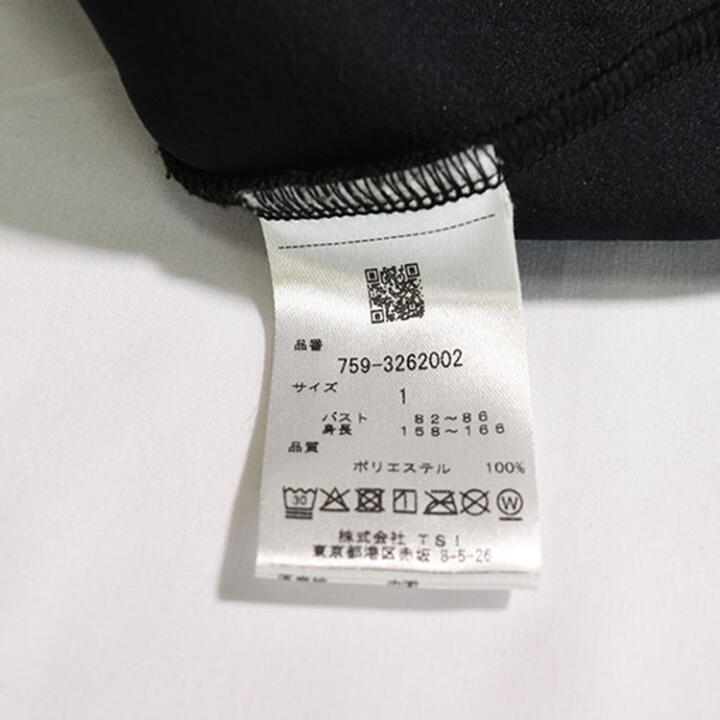 品番
759-3262002
サイズ
1
バスト 82～86
身長 158～166
品質
ポリエステル 100%
30 W
株式会社 TSI
東京都港区赤坂 8-5-26